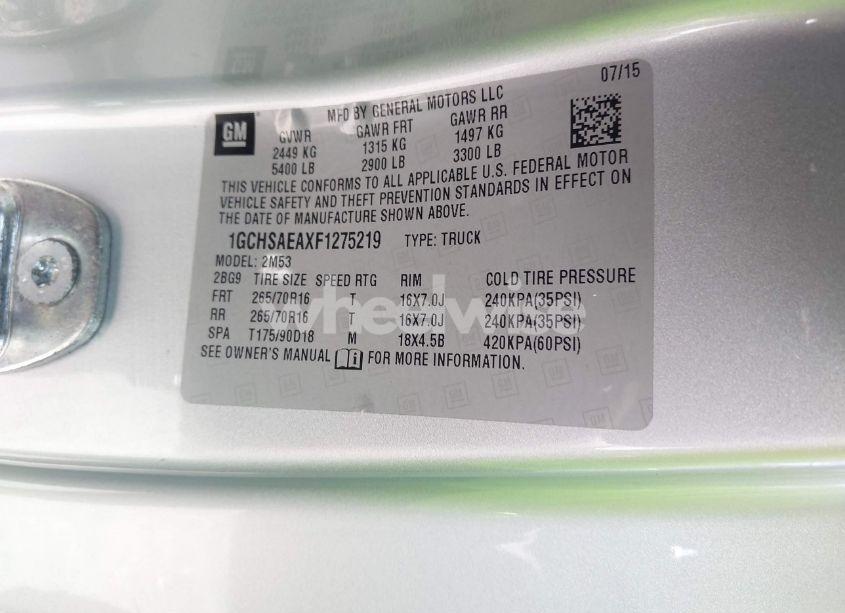 07/15
GM
MFD BY GENERAL MOTORS LLC
GVWR GAWR FRT GAWR RR
2449 KG 1315 KG 1497 KG
5400 LB 2900 LB 3300 LB
THIS VEHICLE CONFORMS TO ALL APPLICABLE U.S. FEDERAL MOTOR
VEHICLE SAFETY AND THEFT PREVENTION STANDARDS IN EFFECT ON
THE DATE OF MANUFACTURE SHOWN ABOVE.
1GCHSAEAXF1275219 TYPE: TRUCK
MODEL: 2M53
2BG9 TIRE SIZE SPEED RTG RIM COLD TIRE PRESSURE
FRT 265/70R16 T 16X7.0J 240KPA(35PSI)
RR 265/70R16 T 16X7.0J 240KPA(35PSI)
SPA T175/90D18 M 18X4.5B 420KPA(60PSI)
SEE OWNER'S MANUAL i FOR MORE INFORMATION.
wheelwise